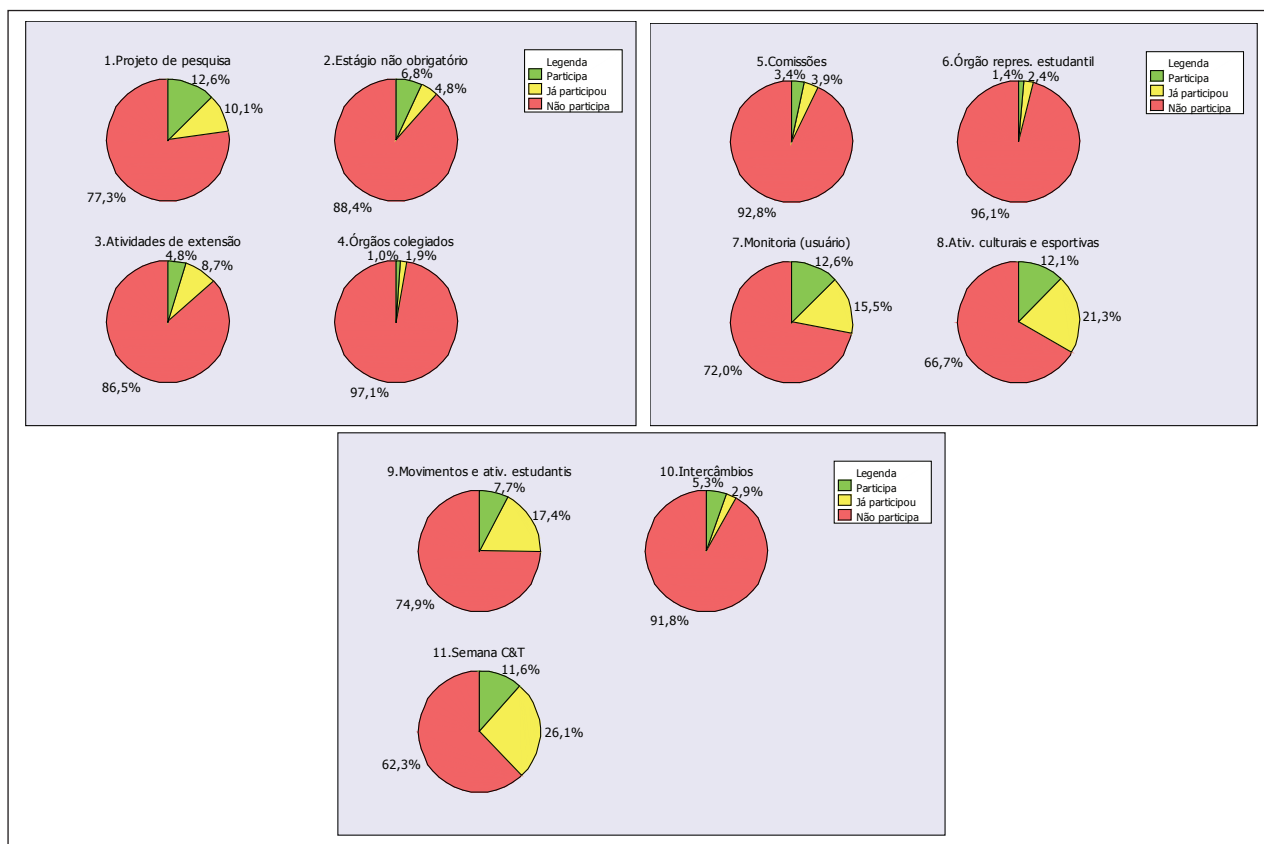 1.Projeto de pesquisa
12,6%
10,1%
77,3%
2.Estágio não obrigatório
6,8%
4,8%
88,4%
Legenda
Participa
Já participou
Não participa
3.Atividades de extensão
4,8%
8,7%
86,5%
4.Órgãos colegiados
1,0%
1,9%
97,1%
5.Comissões
3,4%
3,9%
92,8%
6.Órgão repres. estudantil
1,4%
2,4%
96,1%
Legenda
Participa
Já participou
Não participa
7.Monitoria (usuário)
12,6%
15,5%
72,0%
8.Ativ. culturais e esportivas
12,1%
21,3%
66,7%
9.Movimentos e ativ. estudantis
7,7%
17,4%
74,9%
10.Intercâmbios
5,3%
2,9%
91,8%
Legenda
Participa
Já participou
Não participa
11.Semana C&T
11,6%
26,1%
62,3%